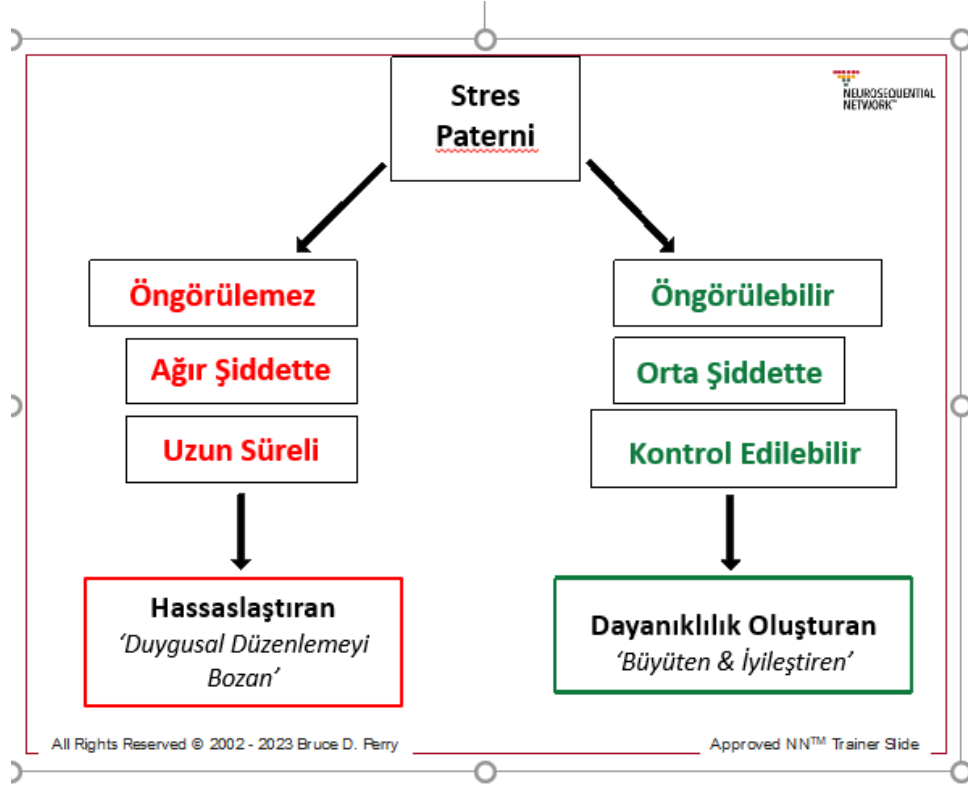 Stres
Paterni
NEUROSEQUENTIAL
NETWORK™
Öngörülemez
Öngörülebilir
Ağır Şiddette
Orta Şiddette
Uzun Süreli
Kontrol Edilebilir
Hassaslaştıran
‘Duygusal Düzenlemeyi
Bozan’
Dayanıklılık Oluşturan
‘Büyüten & İyileştiren’
All Rights Reserved © 2002 - 2023 Bruce D. Perry
Approved NN™ Trainer Slide